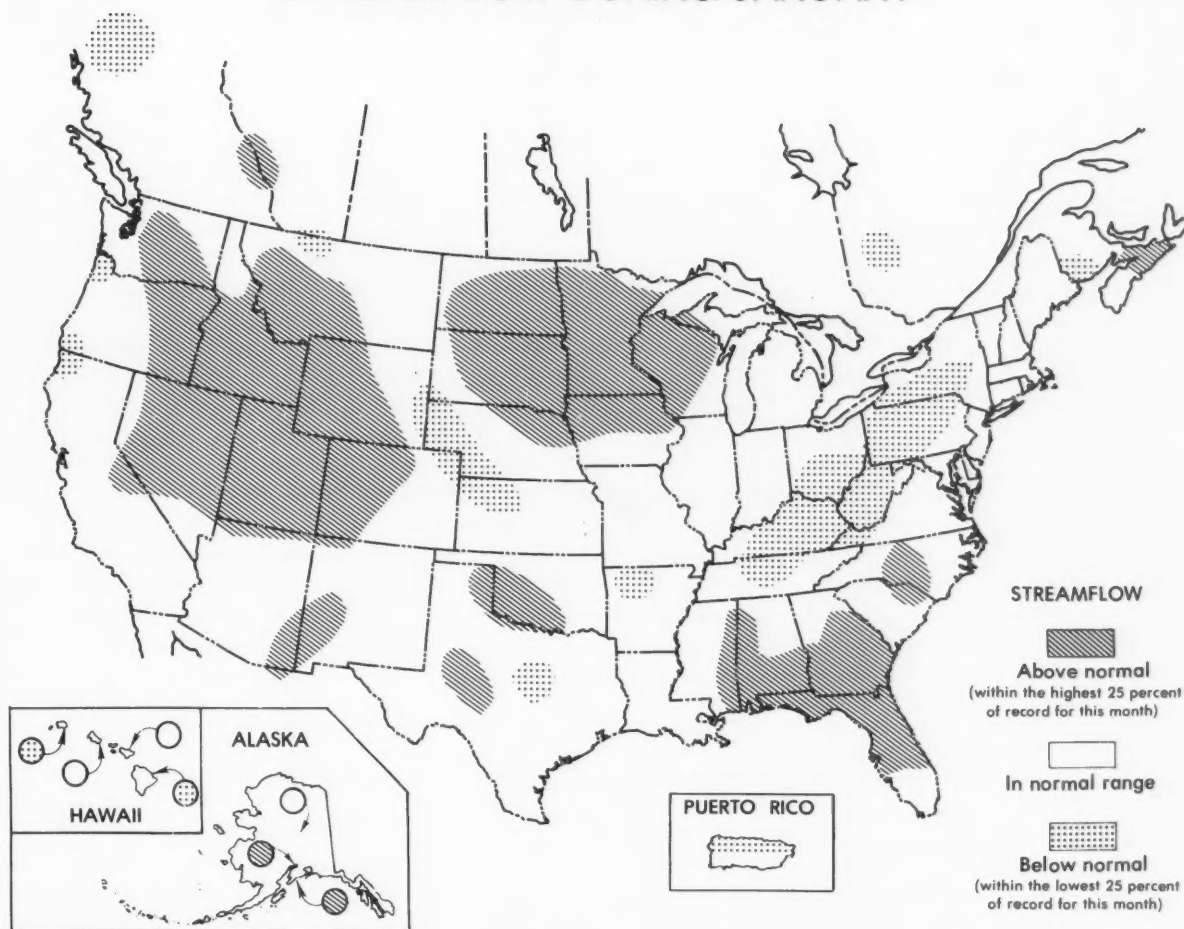 STREAMFLOW
Above normal
(within the highest 25 percent
of record for this month)
In normal range
Below normal
(within the lowest 25 percent
of record for this month)
ALASKA
HAWAII
PUERTO RICO